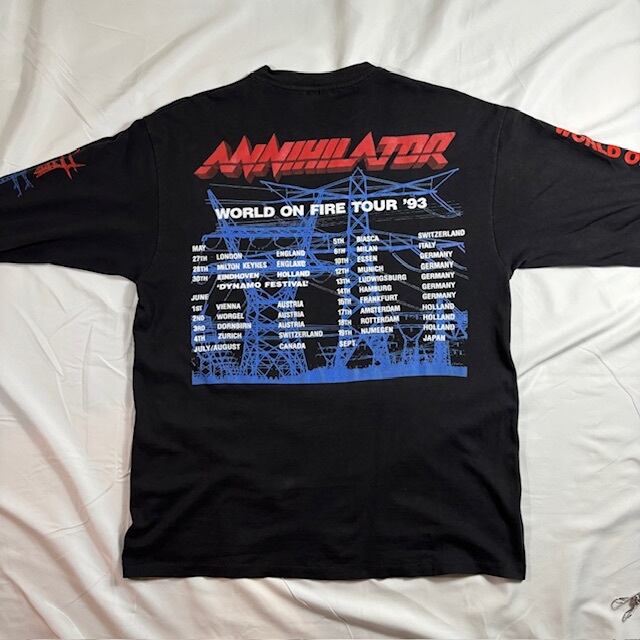 ANNIHILATOR
WORLD ON FIRE TOUR '93
MAY
27TH LONDON ENGLAND
28TH MILTON KEYNES ENGLAND
30TH EINDHOVEN HOLLAND
'DYNAMO FESTIVAL'
JUNE
1ST VIENNA AUSTRIA
2ND WORGEL AUSTRIA
3RD DORNBIRN AUSTRIA
4TH ZURICH SWITZERLAND
JULY/AUGUST CANADA
5TH BIASCA SWITZERLAND
6TH MILAN ITALY
10TH ESSEN GERMANY
12TH MUNICH GERMANY
13TH LUDWIGSBURG GERMANY
14TH HAMBURG GERMANY
16TH FRANKFURT GERMANY
17TH AMSTERDAM HOLLAND
18TH ROTTERDAM HOLLAND
19TH NIJMEGEN HOLLAND
SEPT. JAPAN
WORLD O